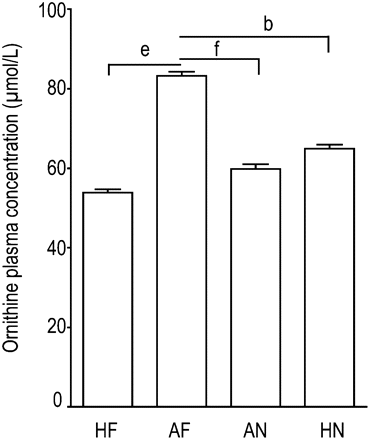 Ornithine plasma concentration (μmol/L)
100
80
60
40
20
0
b
e
f
HF
AF
AN
HN